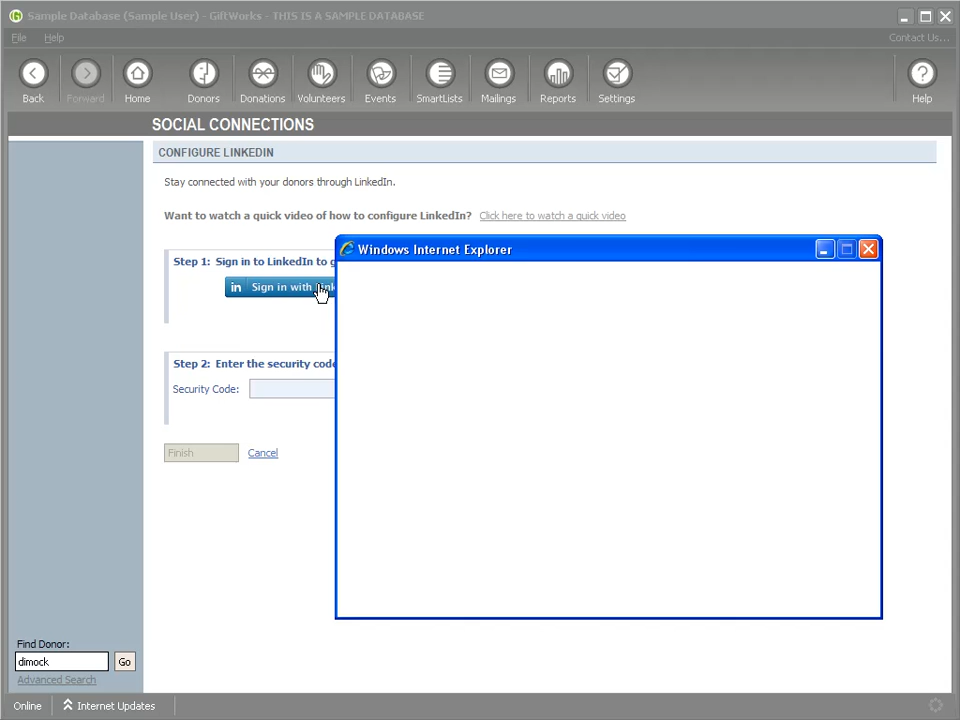 Sample Database (Sample User) - GiftWorks - THIS IS A SAMPLE DATABASE
File Help Contact Us...
Back Forward Home Donors Donations Volunteers Events SmartLists Mailings Reports Settings Help
SOCIAL CONNECTIONS
CONFIGURE LINKEDIN
Stay connected with your donors through LinkedIn.
Want to watch a quick video of how to configure LinkedIn? Click here to watch a quick video
Windows Internet Explorer
Step 1: Sign in to LinkedIn to
in Sign in with
Step 2: Enter the security code
Security Code:
Finish Cancel
Find Donor:
dimock Go
Advanced Search
Online Internet Updates